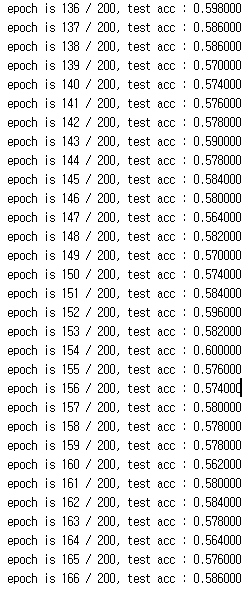 epoch is 136 / 200, test acc : 0.598000
epoch is 137 / 200, test acc : 0.586000
epoch is 138 / 200, test acc : 0.586000
epoch is 139 / 200, test acc : 0.570000
epoch is 140 / 200, test acc : 0.574000
epoch is 141 / 200, test acc : 0.576000
epoch is 142 / 200, test acc : 0.578000
epoch is 143 / 200, test acc : 0.590000
epoch is 144 / 200, test acc : 0.578000
epoch is 145 / 200, test acc : 0.584000
epoch is 146 / 200, test acc : 0.580000
epoch is 147 / 200, test acc : 0.564000
epoch is 148 / 200, test acc : 0.582000
epoch is 149 / 200, test acc : 0.570000
epoch is 150 / 200, test acc : 0.574000
epoch is 151 / 200, test acc : 0.584000
epoch is 152 / 200, test acc : 0.596000
epoch is 153 / 200, test acc : 0.582000
epoch is 154 / 200, test acc : 0.600000
epoch is 155 / 200, test acc : 0.576000
epoch is 156 / 200, test acc : 0.574000
epoch is 157 / 200, test acc : 0.580000
epoch is 158 / 200, test acc : 0.578000
epoch is 159 / 200, test acc : 0.578000
epoch is 160 / 200, test acc : 0.562000
epoch is 161 / 200, test acc : 0.580000
epoch is 162 / 200, test acc : 0.584000
epoch is 163 / 200, test acc : 0.578000
epoch is 164 / 200, test acc : 0.564000
epoch is 165 / 200, test acc : 0.576000
epoch is 166 / 200, test acc : 0.586000